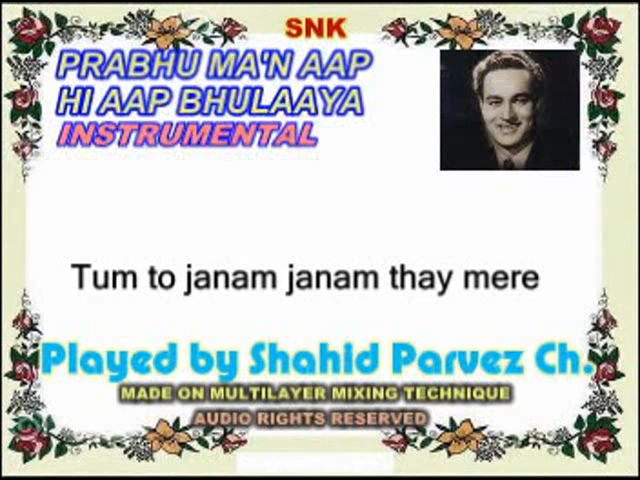 SNK
PRABHU MA'N AAP
HI AAP BHULAAYA
INSTRUMENTAL
Tum to janam janam thay mere
Played by Shahid Parvez Ch.
MADE ON MULTILAYER MIXING TECHNIQUE
AUDIO RIGHTS RESERVED